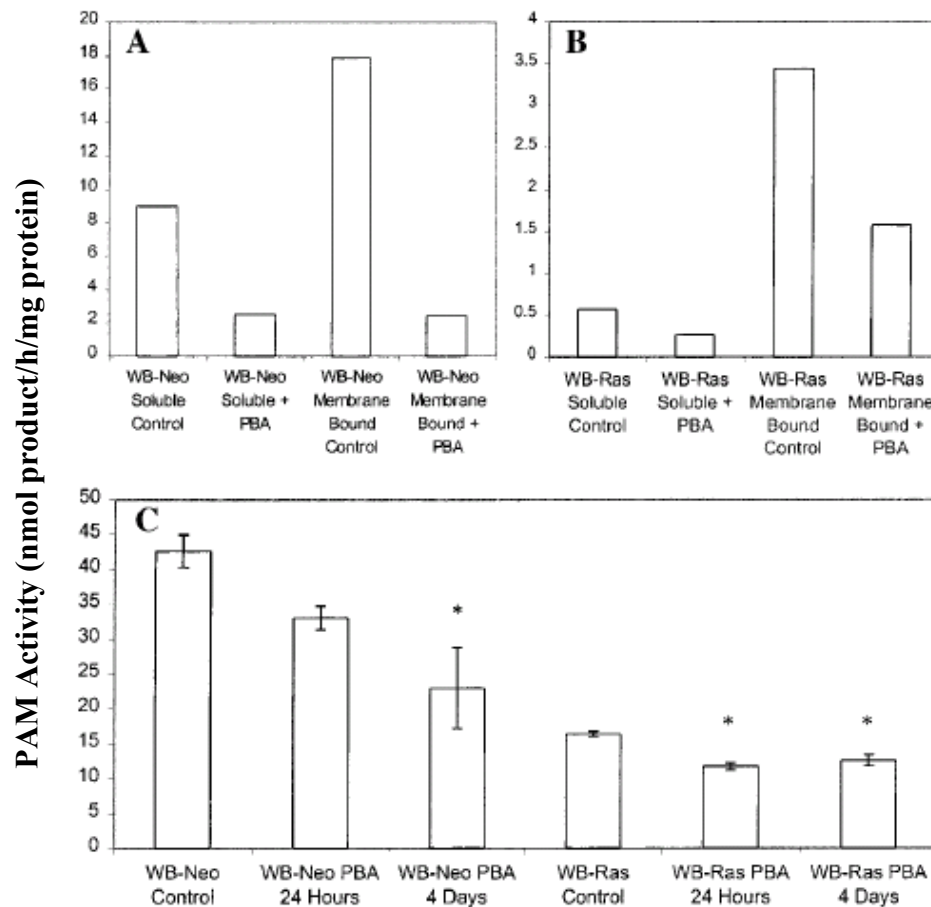 PAM Activity (nmol product/h/mg protein)
A
20
18
16
14
12
10
8
6
4
2
0
WB-Neo
Soluble
Control
WB-Neo
Soluble +
PBA
WB-Neo
Membrane
Bound
Control
WB-Neo
Membrane
Bound + PBA
B
4
3.5
3
2.5
2
1.5
1
0.5
0
WB-Ras
Soluble
Control
WB-Ras
Soluble +
PBA
WB-Ras
Membrane
Bound
Control
WB-Ras
Membrane
Bound +
PBA
C
50
45
40
35
30
25
20
15
10
5
0
*
*
*
WB-Neo
Control
WB-Neo PBA
24 Hours
WB-Neo PBA
4 Days
WB-Ras
Control
WB-Ras PBA
24 Hours
WB-Ras PBA
4 Days